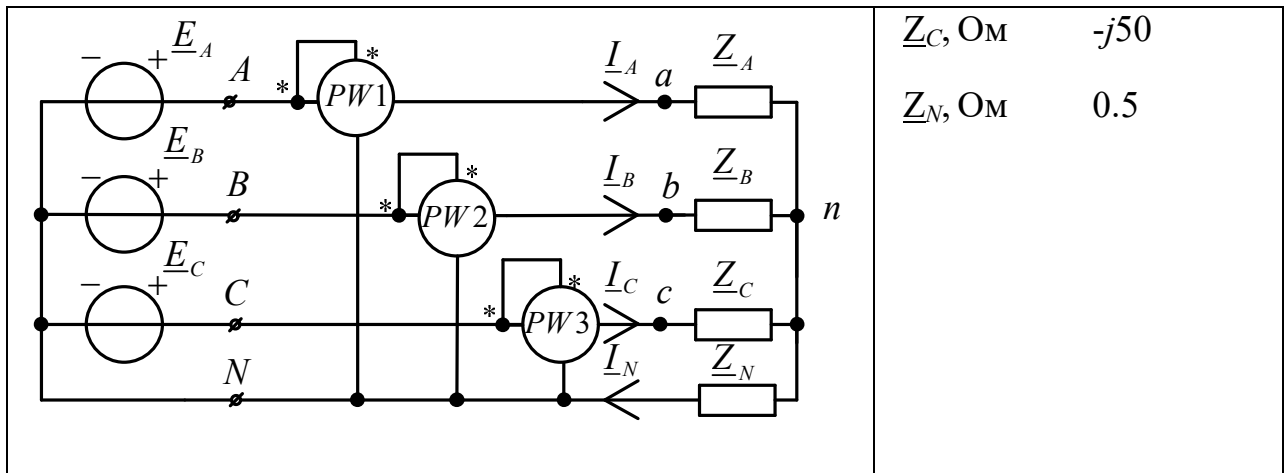 − + E_A A * * PW1 I_A a Z_A
− + E_B B * * PW2 I_B b Z_B n
− + E_C C * * PW3 I_C c Z_C
N I_N Z_N
Z_C, Ом -j50
Z_N, Ом 0.5